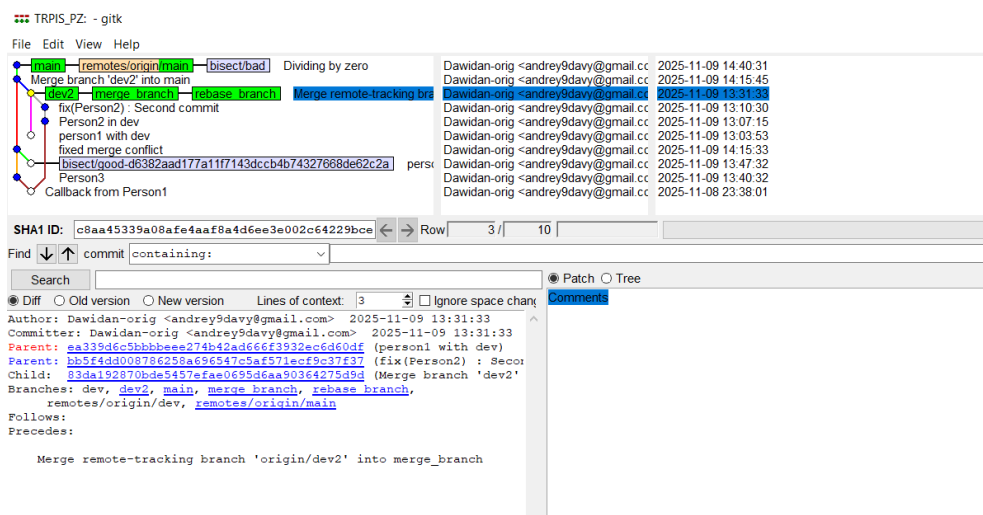 TRPIS_PZ: - gitk
File Edit View Help
main remotes/origin/main bisect/bad Dividing by zero Dawidan-orig <andrey9davy@gmail.cc 2025-11-09 14:40:31
Merge branch 'dev2' into main Dawidan-orig <andrey9davy@gmail.cc 2025-11-09 14:15:45
dev2 merge_branch rebase_branch Merge remote-tracking bra Dawidan-orig <andrey9davy@gmail.cc 2025-11-09 13:31:33
fix(Person2) : Second commit Dawidan-orig <andrey9davy@gmail.cc 2025-11-09 13:10:30
Person2 in dev Dawidan-orig <andrey9davy@gmail.cc 2025-11-09 13:07:15
person1 with dev Dawidan-orig <andrey9davy@gmail.cc 2025-11-09 13:03:53
fixed merge conflict Dawidan-orig <andrey9davy@gmail.cc 2025-11-09 14:15:33
bisect/good-d6382aad177a11f7143dccb4b74327668de62c2a persc Dawidan-orig <andrey9davy@gmail.cc 2025-11-09 13:47:32
Person3 Dawidan-orig <andrey9davy@gmail.cc 2025-11-09 13:40:32
Callback from Person1 Dawidan-orig <andrey9davy@gmail.cc 2025-11-08 23:38:01
SHA1 ID: c8aa45339a08afe4aaf8a4d6ee3e002c64229bce Row 3 / 10
Find commit containing:
Search
Patch Tree
Diff Old version New version Lines of context: 3 Ignore space chang
Comments
Author: Dawidan-orig <andrey9davy@gmail.com> 2025-11-09 13:31:33
Committer: Dawidan-orig <andrey9davy@gmail.com> 2025-11-09 13:31:33
Parent: ea339d6c5bbbbeee274b42ad666f3932ec6d60df (person1 with dev)
Parent: bb5f4dd008786258a696547c5af571ecf9c37f37 (fix(Person2) : Secon
Child: 83da192870bde5457efae0695d6aa90364275d9d (Merge branch 'dev2'
Branches: dev, dev2, main, merge_branch, rebase_branch,
remotes/origin/dev, remotes/origin/main
Follows:
Precedes:
Merge remote-tracking branch 'origin/dev2' into merge_branch